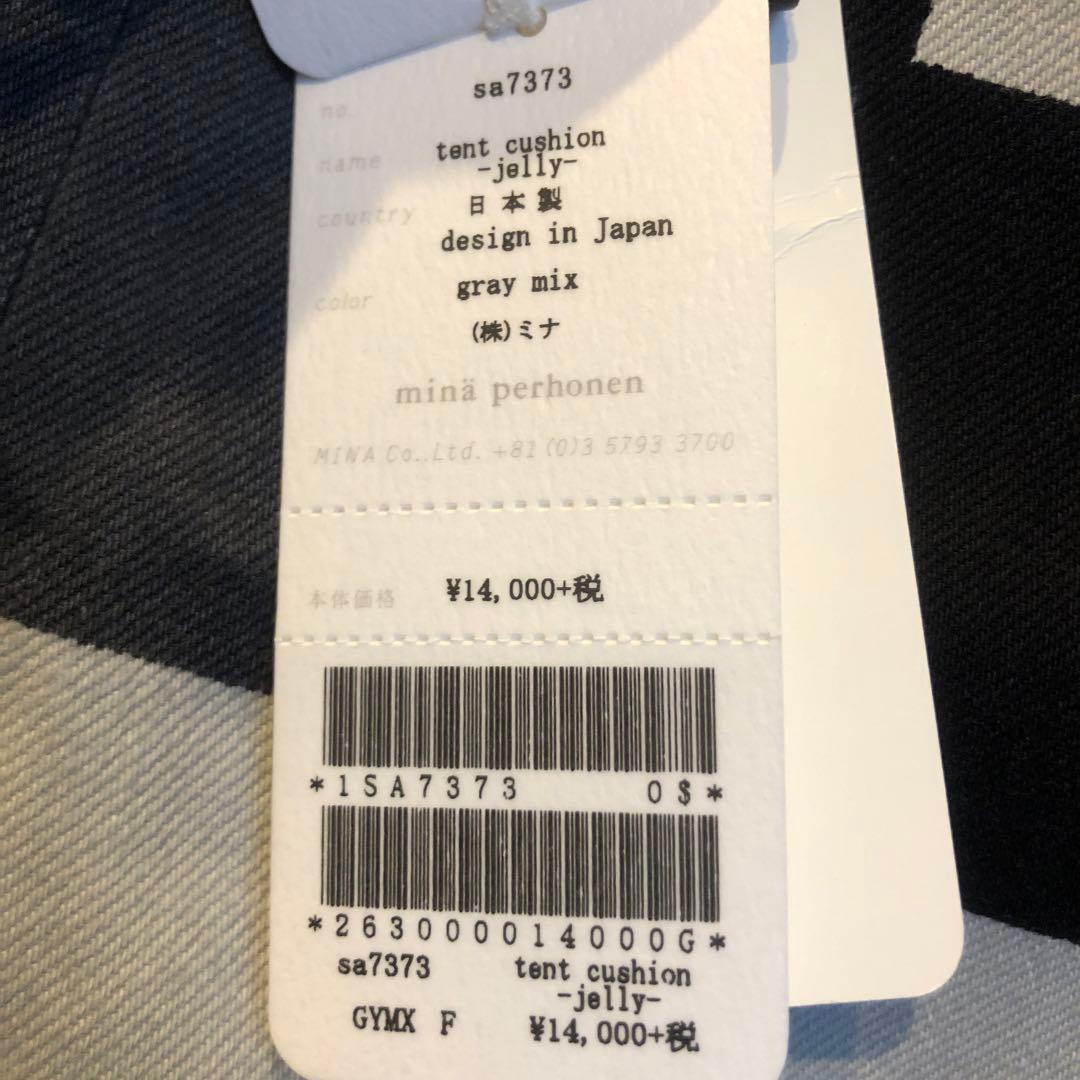 no. sa7373
name tent cushion
-jelly-
country 日本製
design in Japan
color gray mix
(株)ミナ
minä perhonen
MINA Co.,Ltd. +81 (0)3 5793 3700
本体価格 ¥14,000+税
*1SA7373 0$*
*263000014000G*
sa7373 tent cushion
-jelly-
GYMX F ¥14,000+税